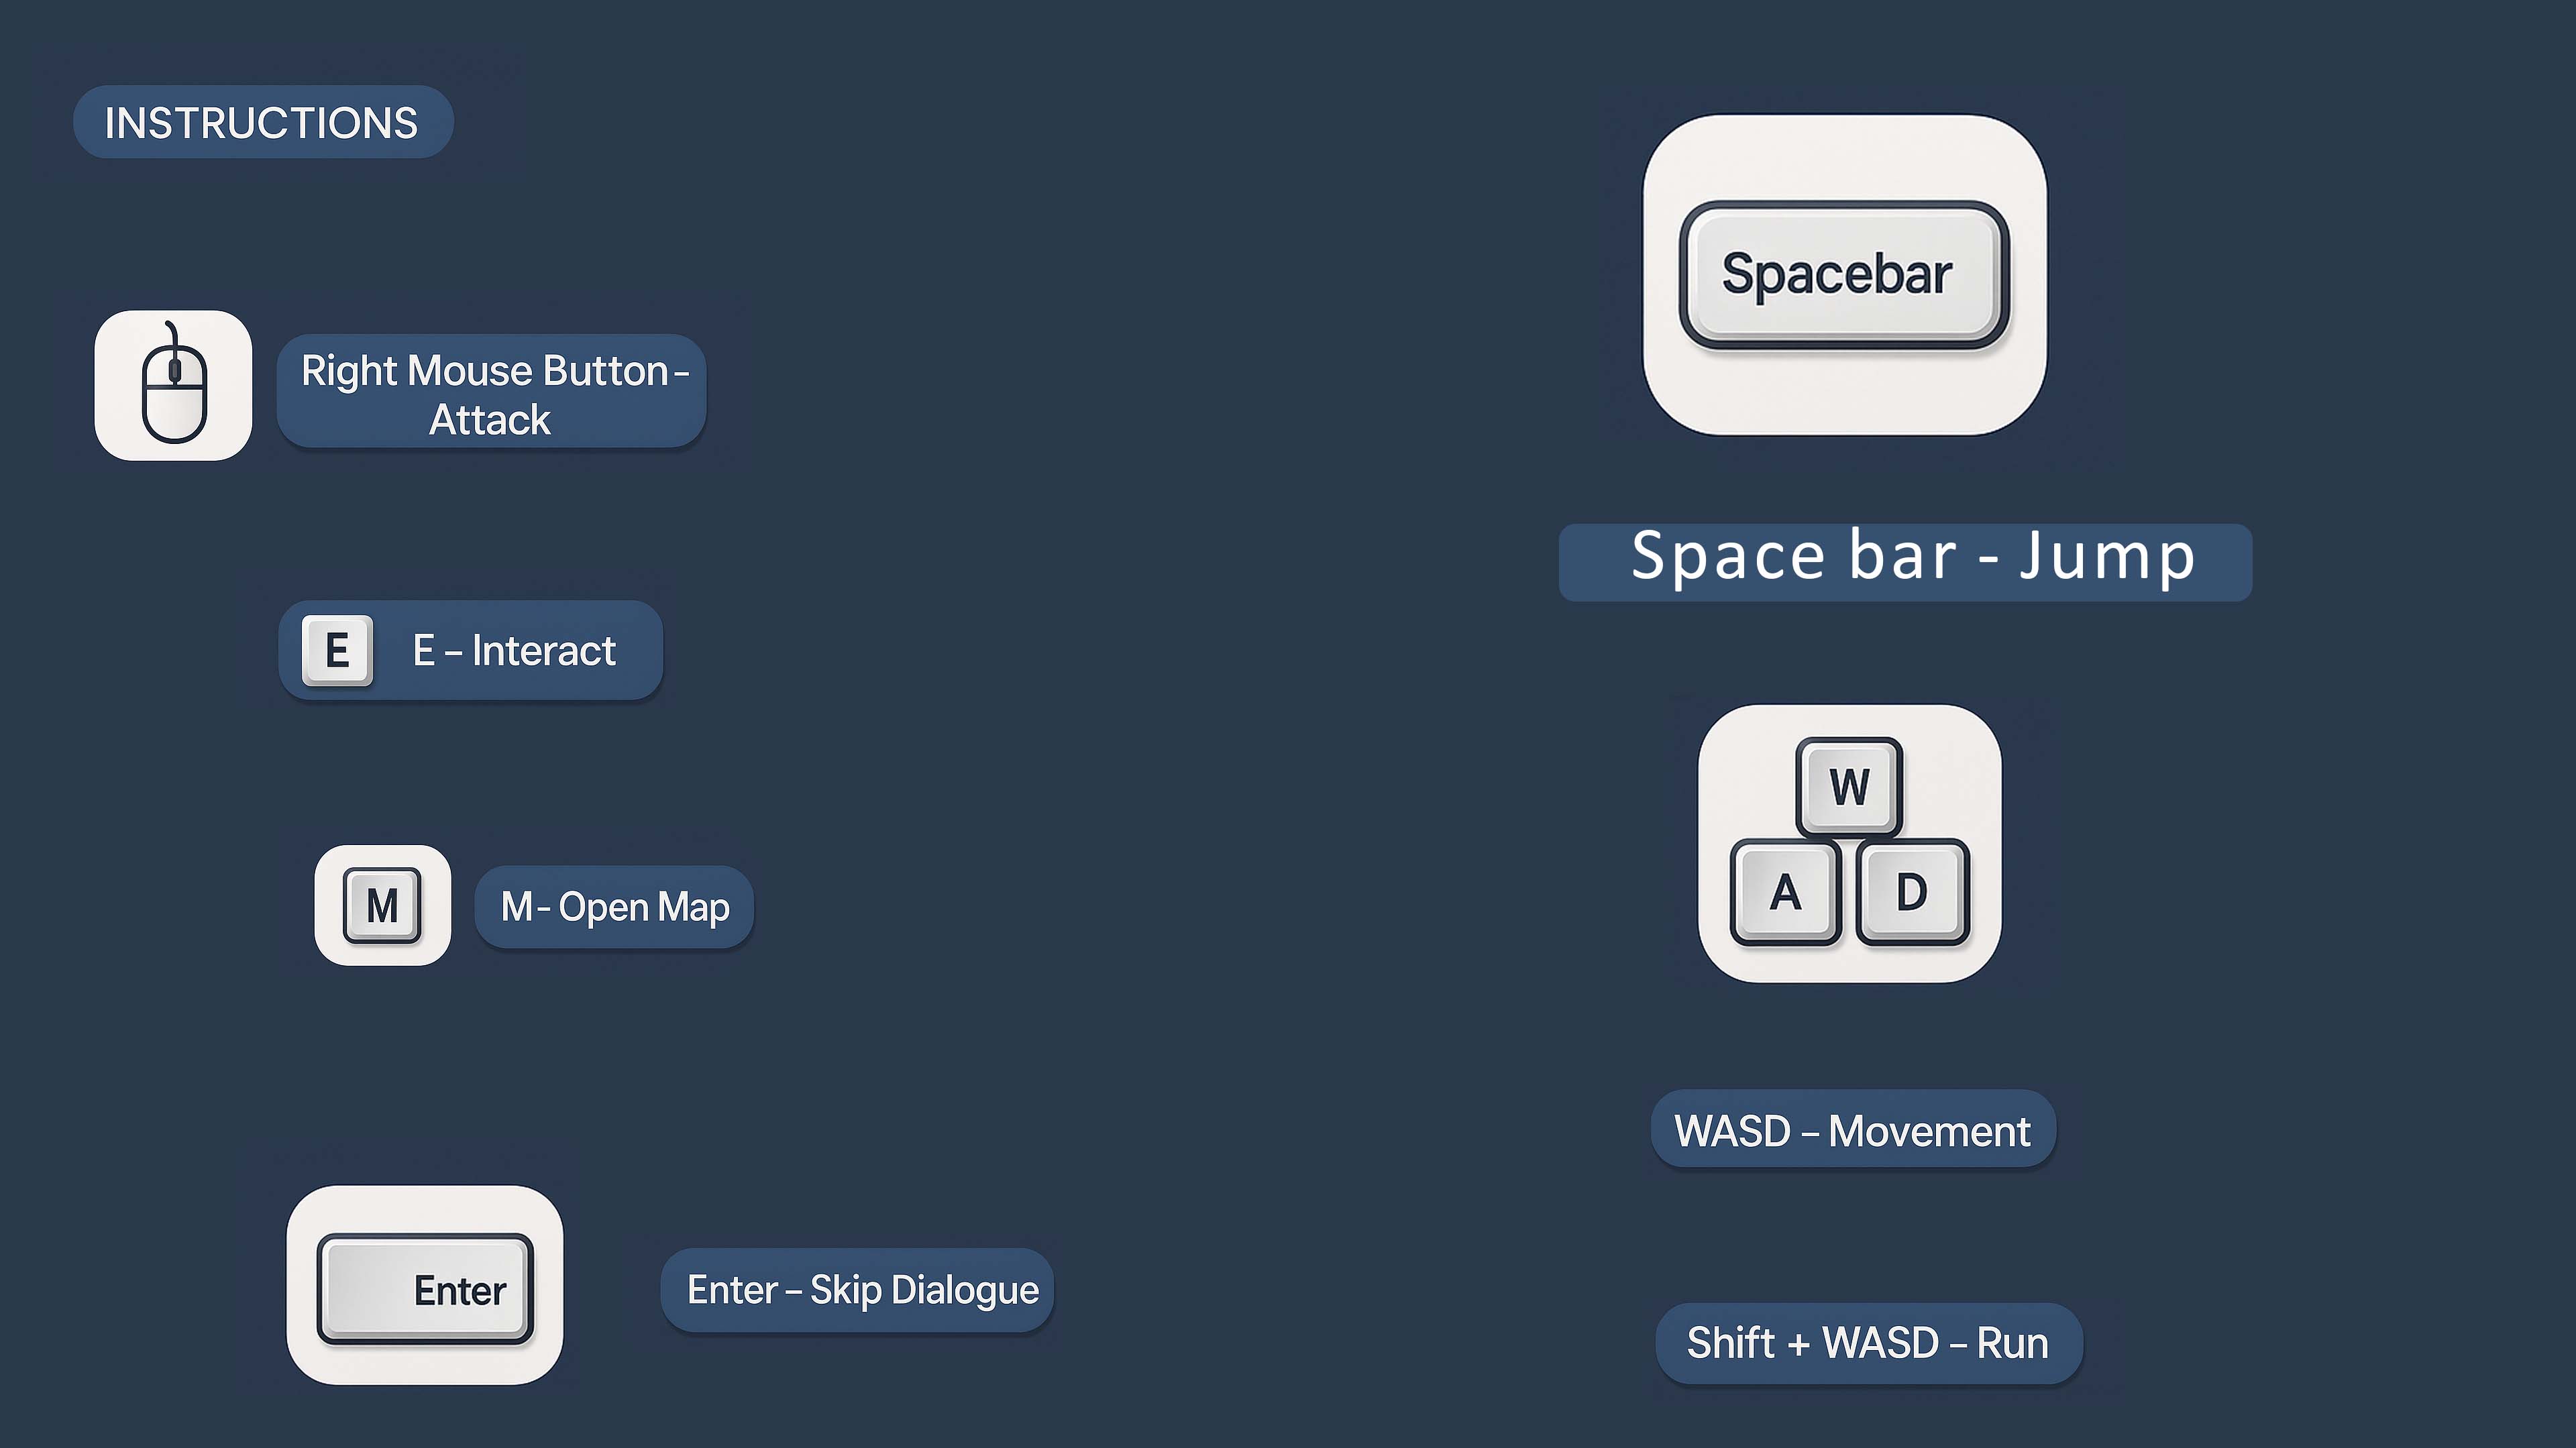 INSTRUCTIONS
Right Mouse Button -
Attack
E
E – Interact
M
M - Open Map
Enter
Enter – Skip Dialogue
Spacebar
Space bar - Jump
W
A D
WASD – Movement
Shift + WASD – Run